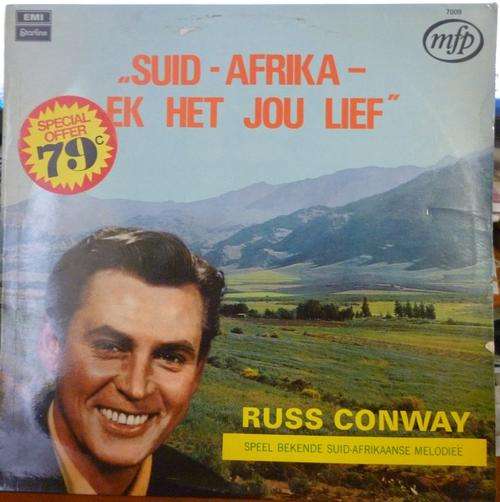 EMI
Starline
7009
mfp
„SUID-AFRIKA–
EK HET JOU LIEF"
SPECIAL
OFFER
79c
RUSS CONWAY
SPEEL BEKENDE SUID-AFRIKAANSE MELODIEË